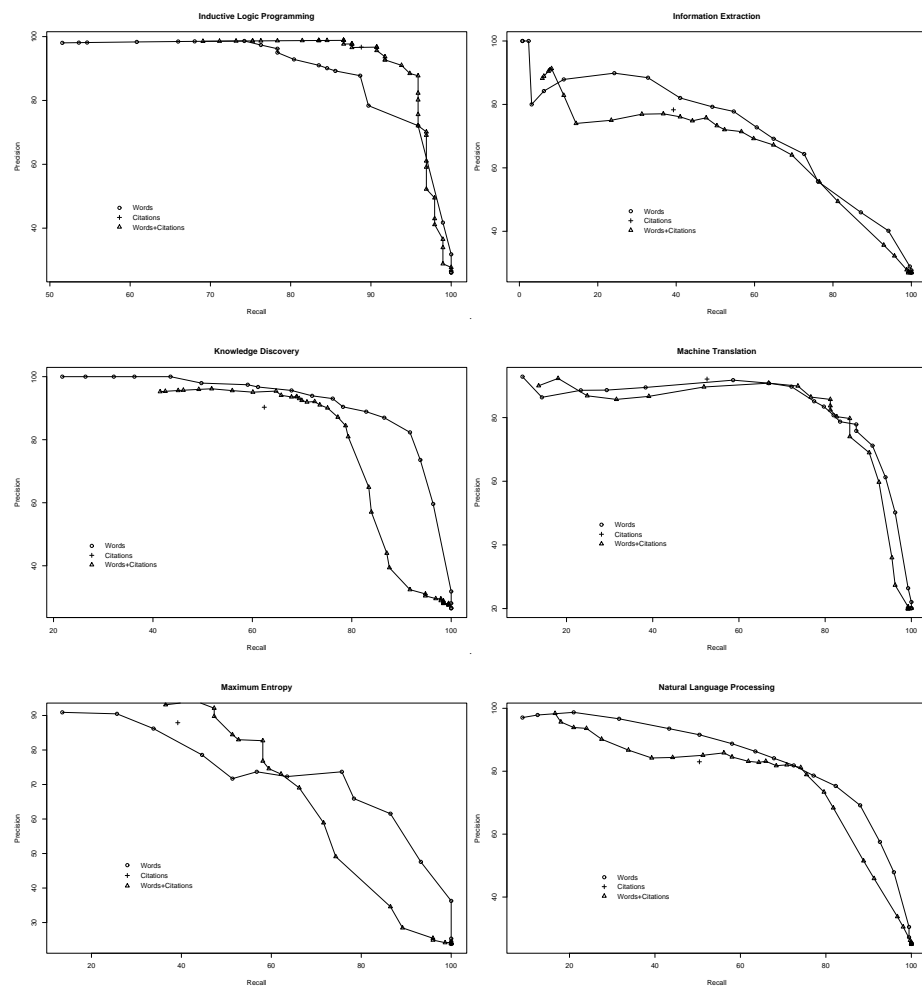 Inductive Logic Programming
Precision
100
80
60
40
Words
Citations
Words+Citations
50 60 70 80 90 100
Recall
Information Extraction
Precision
100
80
60
40
Words
Citations
Words+Citations
0 20 40 60 80 100
Recall
Knowledge Discovery
Precision
100
80
60
40
Words
Citations
Words+Citations
20 40 60 80 100
Recall
Machine Translation
Precision
80
60
40
20
Words
Citations
Words+Citations
20 40 60 80 100
Recall
Maximum Entropy
Precision
90
80
70
60
50
40
30
Words
Citations
Words+Citations
20 40 60 80 100
Recall
Natural Language Processing
Precision
100
80
60
40
Words
Citations
Words+Citations
20 40 60 80 100
Recall